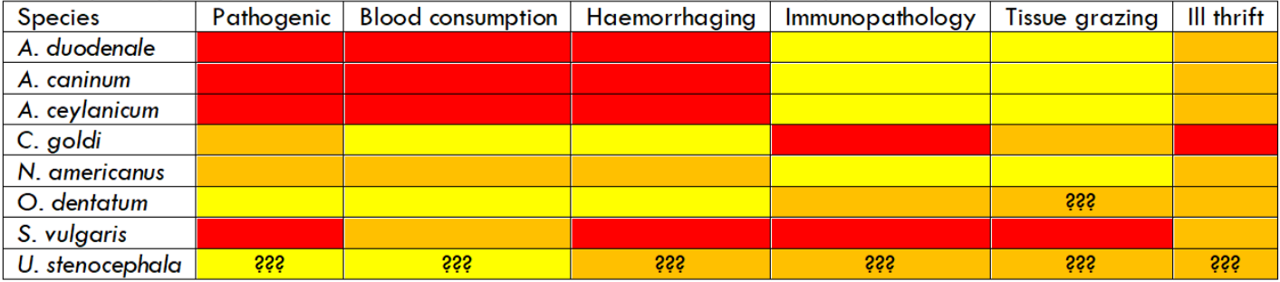 Species Pathogenic Blood consumption Haemorrhaging Immunopathology Tissue grazing Ill thrift
A. duodenale
A. caninum
A. ceylanicum
C. goldi
N. americanus
O. dentatum ???
S. vulgaris
U. stenocephala ??? ??? ??? ??? ??? ???